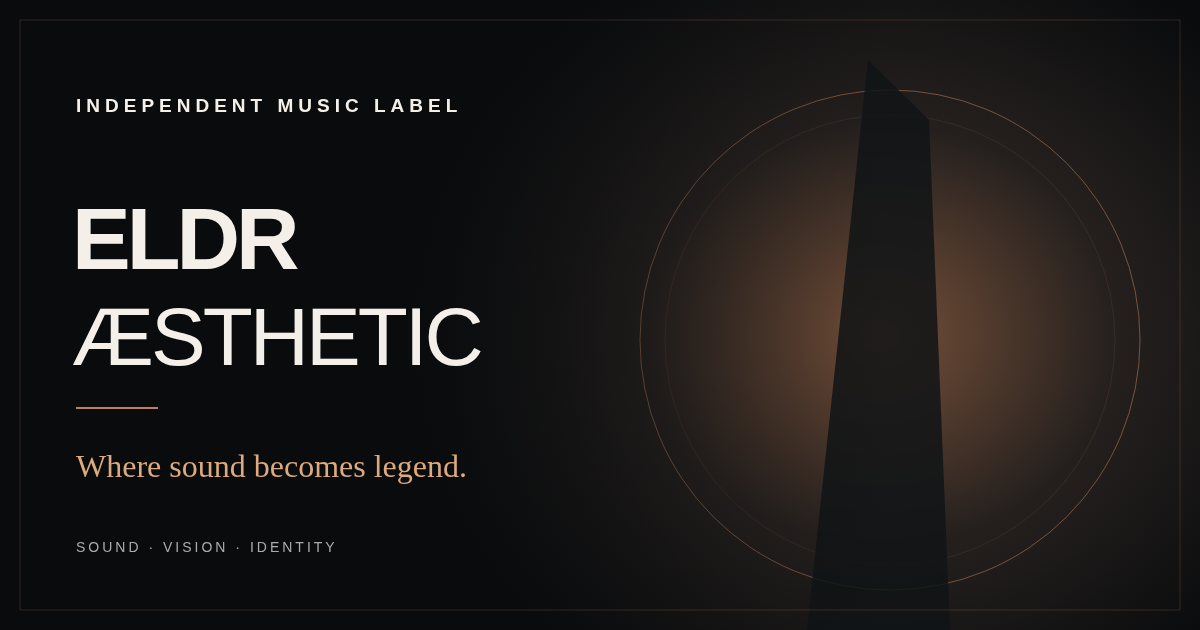 INDEPENDENT MUSIC LABEL
ELDR
ÆSTHETIC
Where sound becomes legend.
SOUND · VISION · IDENTITY